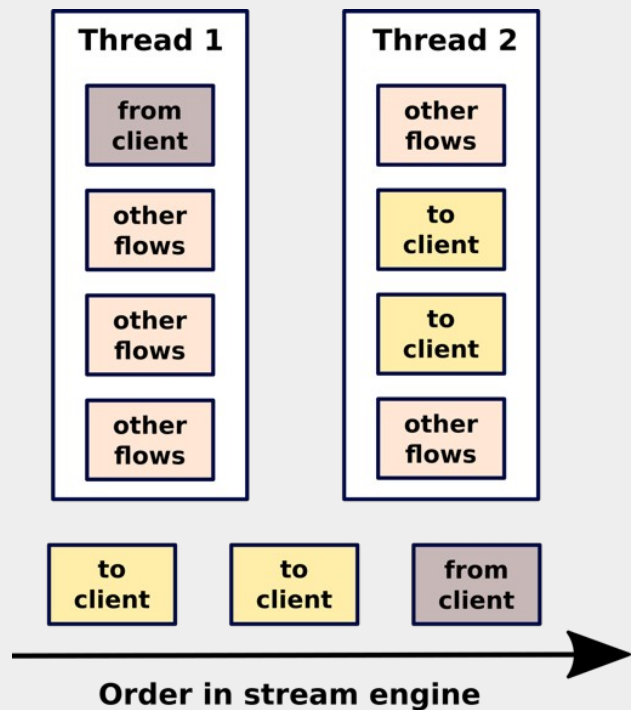 Thread 1
from
client
other
flows
other
flows
other
flows
Thread 2
other
flows
to
client
to
client
other
flows
to
client
to
client
from
client
Order in stream engine